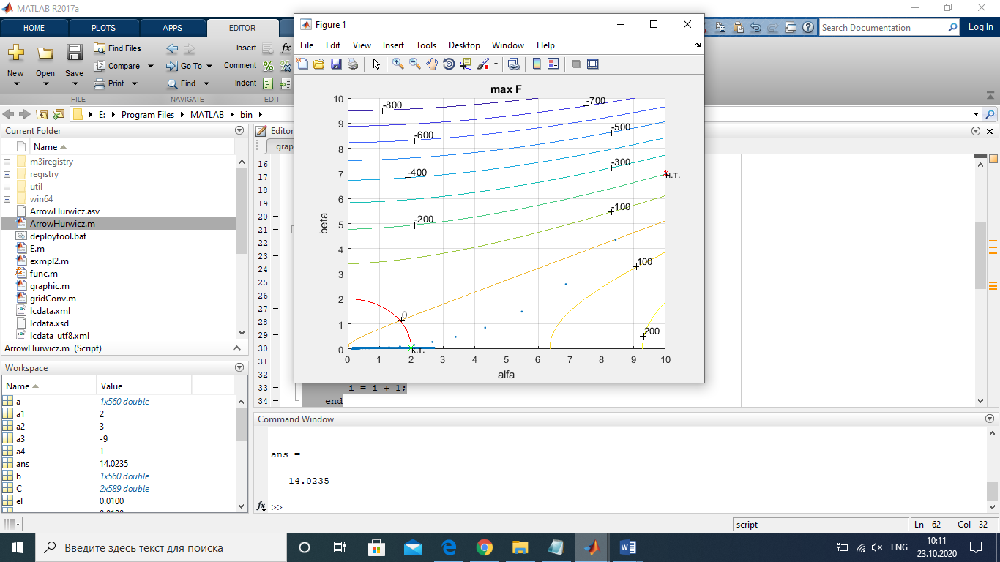 MATLAB R2017a
HOME PLOTS APPS EDITOR
Search Documentation Log In
New Open Save Find Files Compare Print
Go To Find
Insert fx Comment Indent
FILE NAVIGATE EDIT
E: Program Files MATLAB bin
Current Folder
Name
m3iregistry
registry
util
win64
ArrowHurwicz.asv
ArrowHurwicz.m
deploytool.bat
E.m
exmpl2.m
func.m
graphic.m
gridConv.m
lcdata.xml
lcdata.xsd
lcdata_utf8.xml
ArrowHurwicz.m (Script)
Workspace
Name Value
a 1x560 double
a1 2
a2 3
a3 -9
a4 1
ans 14.0235
b 1x560 double
C 2x589 double
el 0.0100
Editor
grap
16
17
18
19
20
21
22
23
24
25
26
27
28
29
30
31
32
33 i = i + 1;
34 end
Figure 1
File Edit View Insert Tools Desktop Window Help
max F
beta
10
9
8
7
6
5
4
3
2
1
0
-800
-700
-600
-500
-400
-300
-200
-100
0
100
200
н.т.
к.т.
0 1 2 3 4 5 6 7 8 9 10
alfa
Command Window
ans =
14.0235
fx >>
script Ln 62 Col 32
Введите здесь текст для поиска
ENG
10:11
23.10.2020